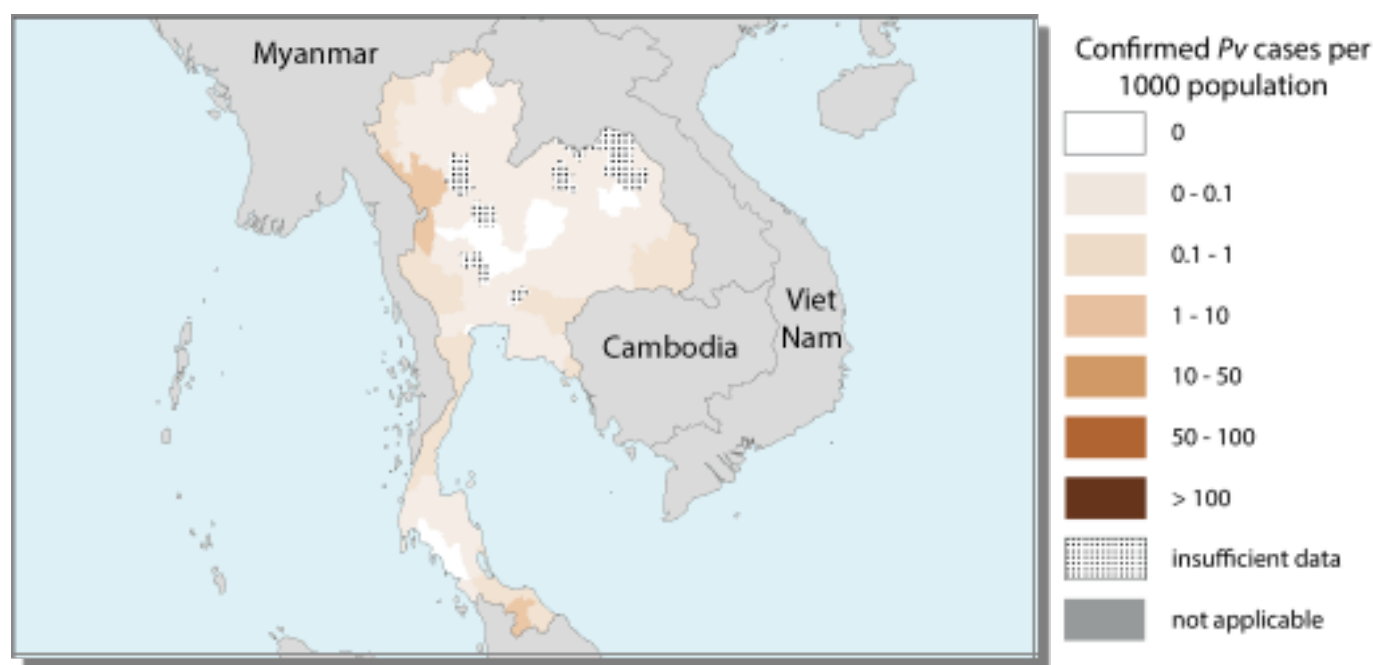 Myanmar
Cambodia
Viet
Nam
Confirmed Pv cases per
1000 population
0
0 - 0.1
0.1 - 1
1 - 10
10 - 50
50 - 100
> 100
insufficient data
not applicable